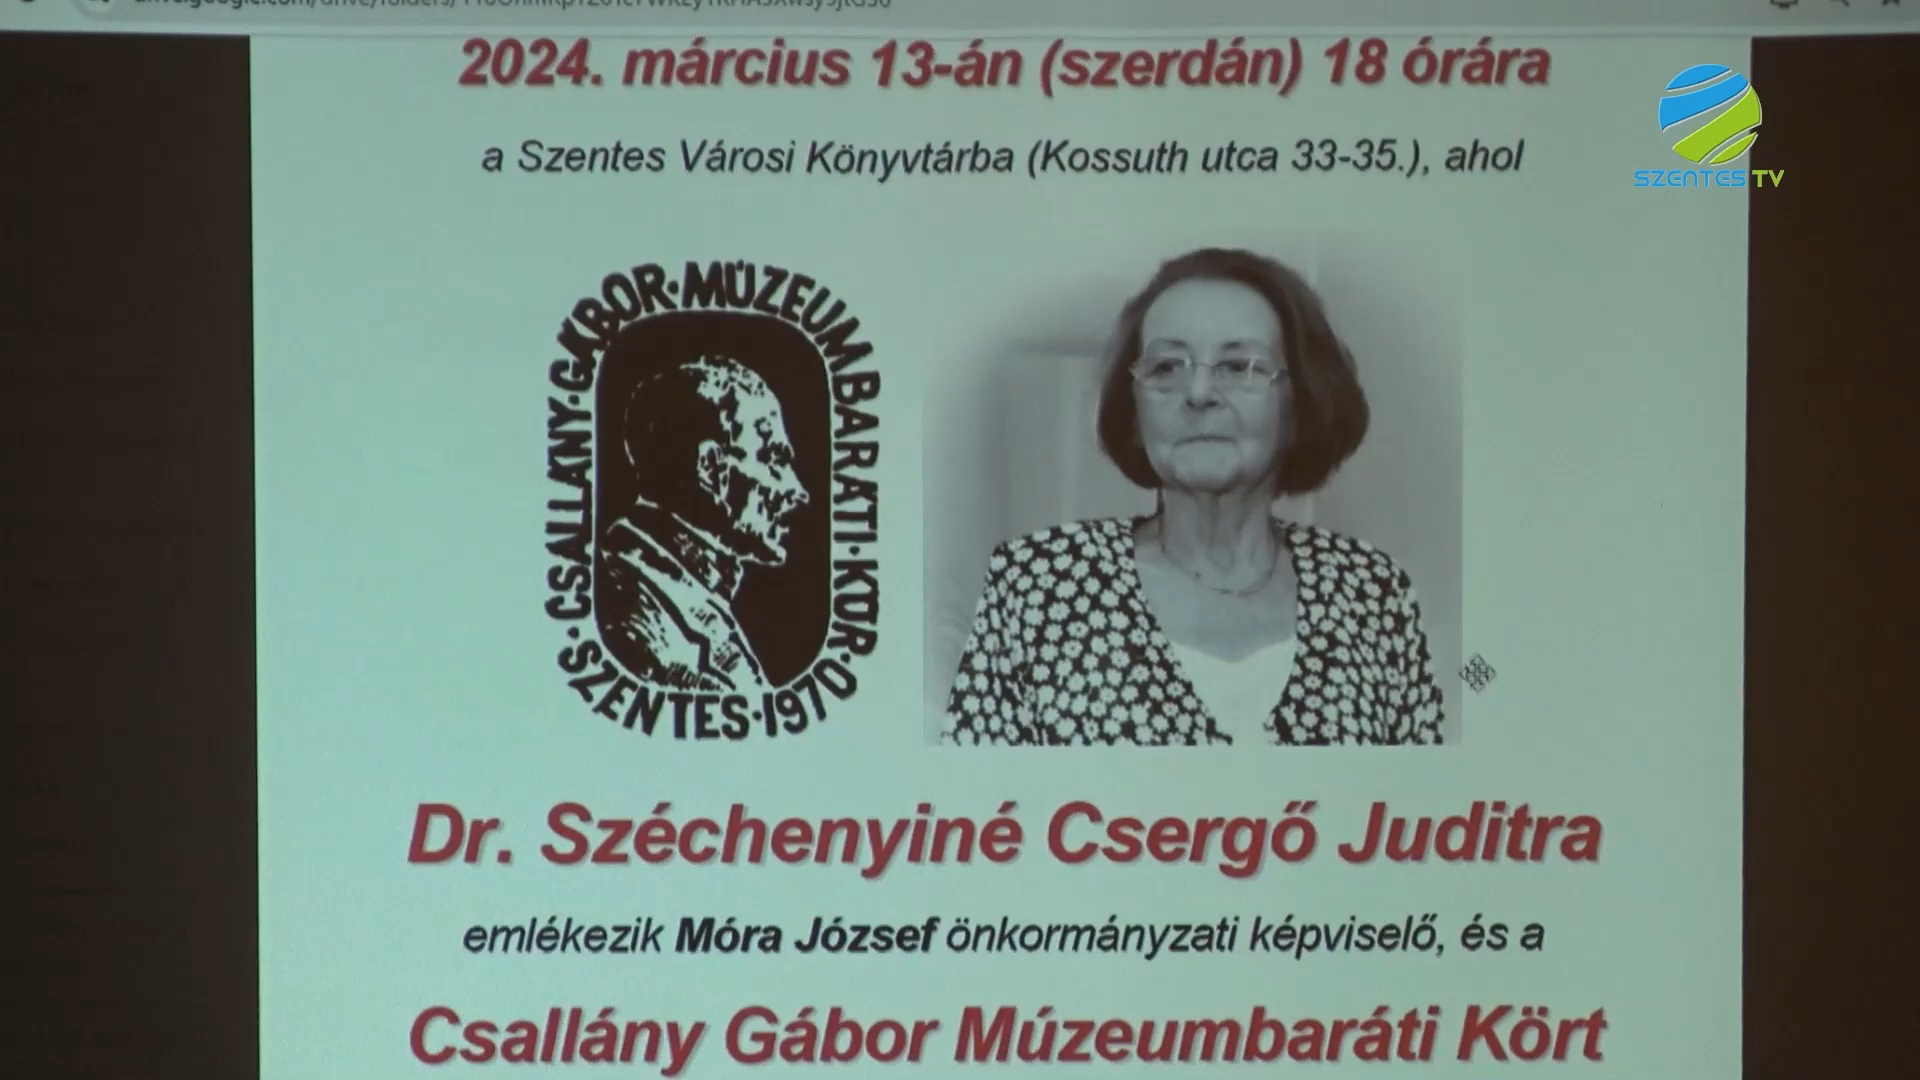 2024. március 13-án (szerdán) 18 órára
SZENTES TV
a Szentes Városi Könyvtárba (Kossuth utca 33-35.), ahol
SZENTES · CSALLÁNY · GÁBOR · MÚZEUMBARÁTI · KÖR · 1970
Dr. Széchenyiné Csergő Juditra
emlékezik Móra József önkormányzati képviselő, és a
Csallány Gábor Múzeumbaráti Kört